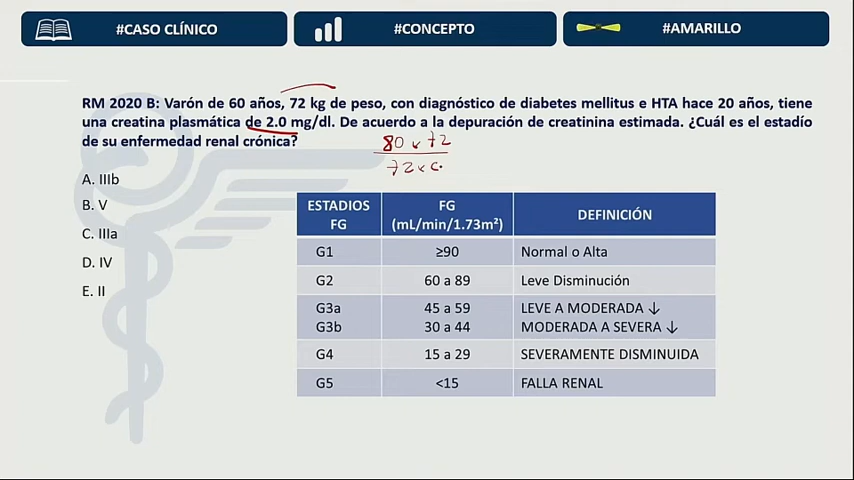 #CASO CLÍNICO
#CONCEPTO
#AMARILLO
RM 2020 B: Varón de 60 años, 72 kg de peso, con diagnóstico de diabetes mellitus e HTA hace 20 años, tiene
una creatina plasmática de 2.0 mg/dl. De acuerdo a la depuración de creatinina estimada. ¿Cuál es el estadío
de su enfermedad renal crónica?
80 x 72
72 x c.
A. IIIb
B. V
C. IIIa
D. IV
E. II
ESTADIOS FG
FG (mL/min/1.73m²)
DEFINICIÓN
G1 ≥90 Normal o Alta
G2 60 a 89 Leve Disminución
G3a 45 a 59 LEVE A MODERADA ↓
G3b 30 a 44 MODERADA A SEVERA ↓
G4 15 a 29 SEVERAMENTE DISMINUIDA
G5 <15 FALLA RENAL